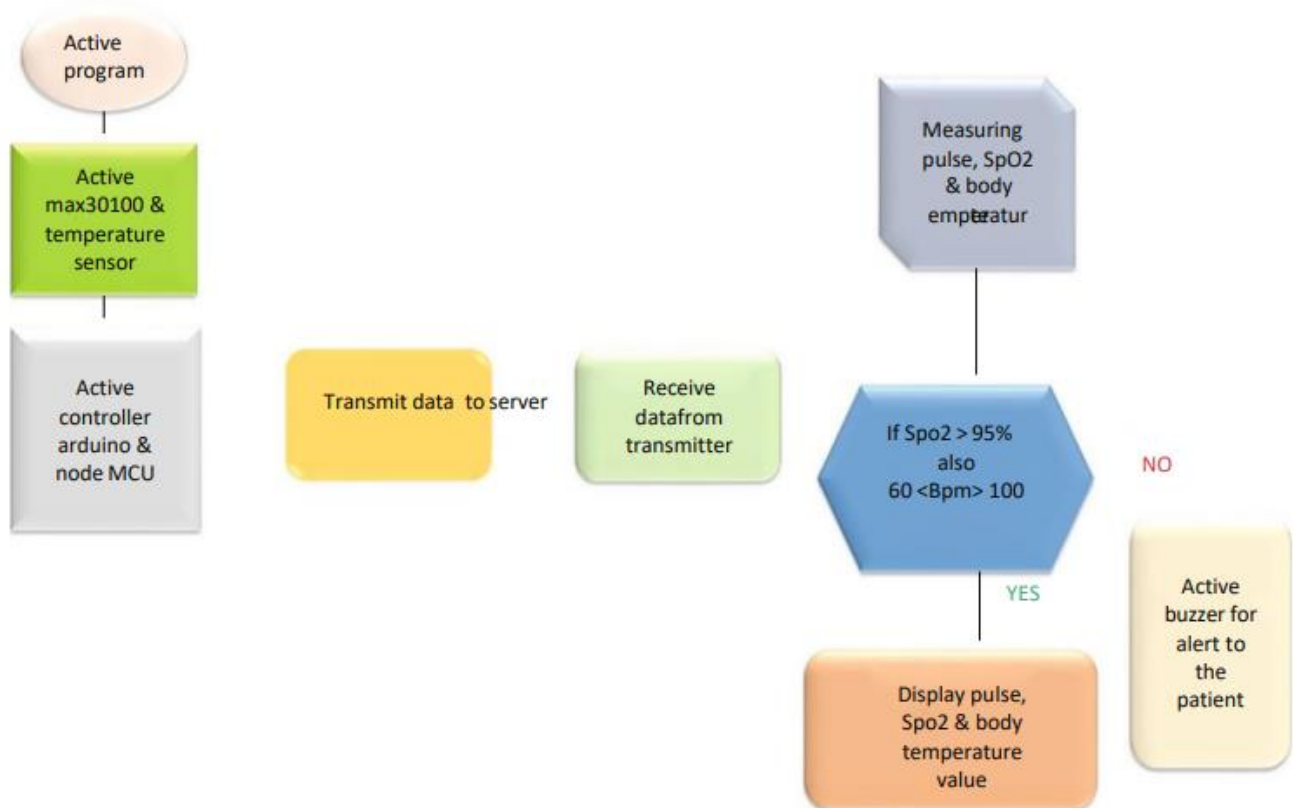 Active
program
Active
max30100 &
temperature
sensor
Active
controller
arduino &
node MCU
Transmit data to server
Receive
datafrom
transmitter
Measuring
pulse, SpO2
& body
empteratur
If Spo2 > 95%
also
60 <Bpm> 100
NO
YES
Active
buzzer for
alert to
the
patient
Display pulse,
Spo2 & body
temperature
value